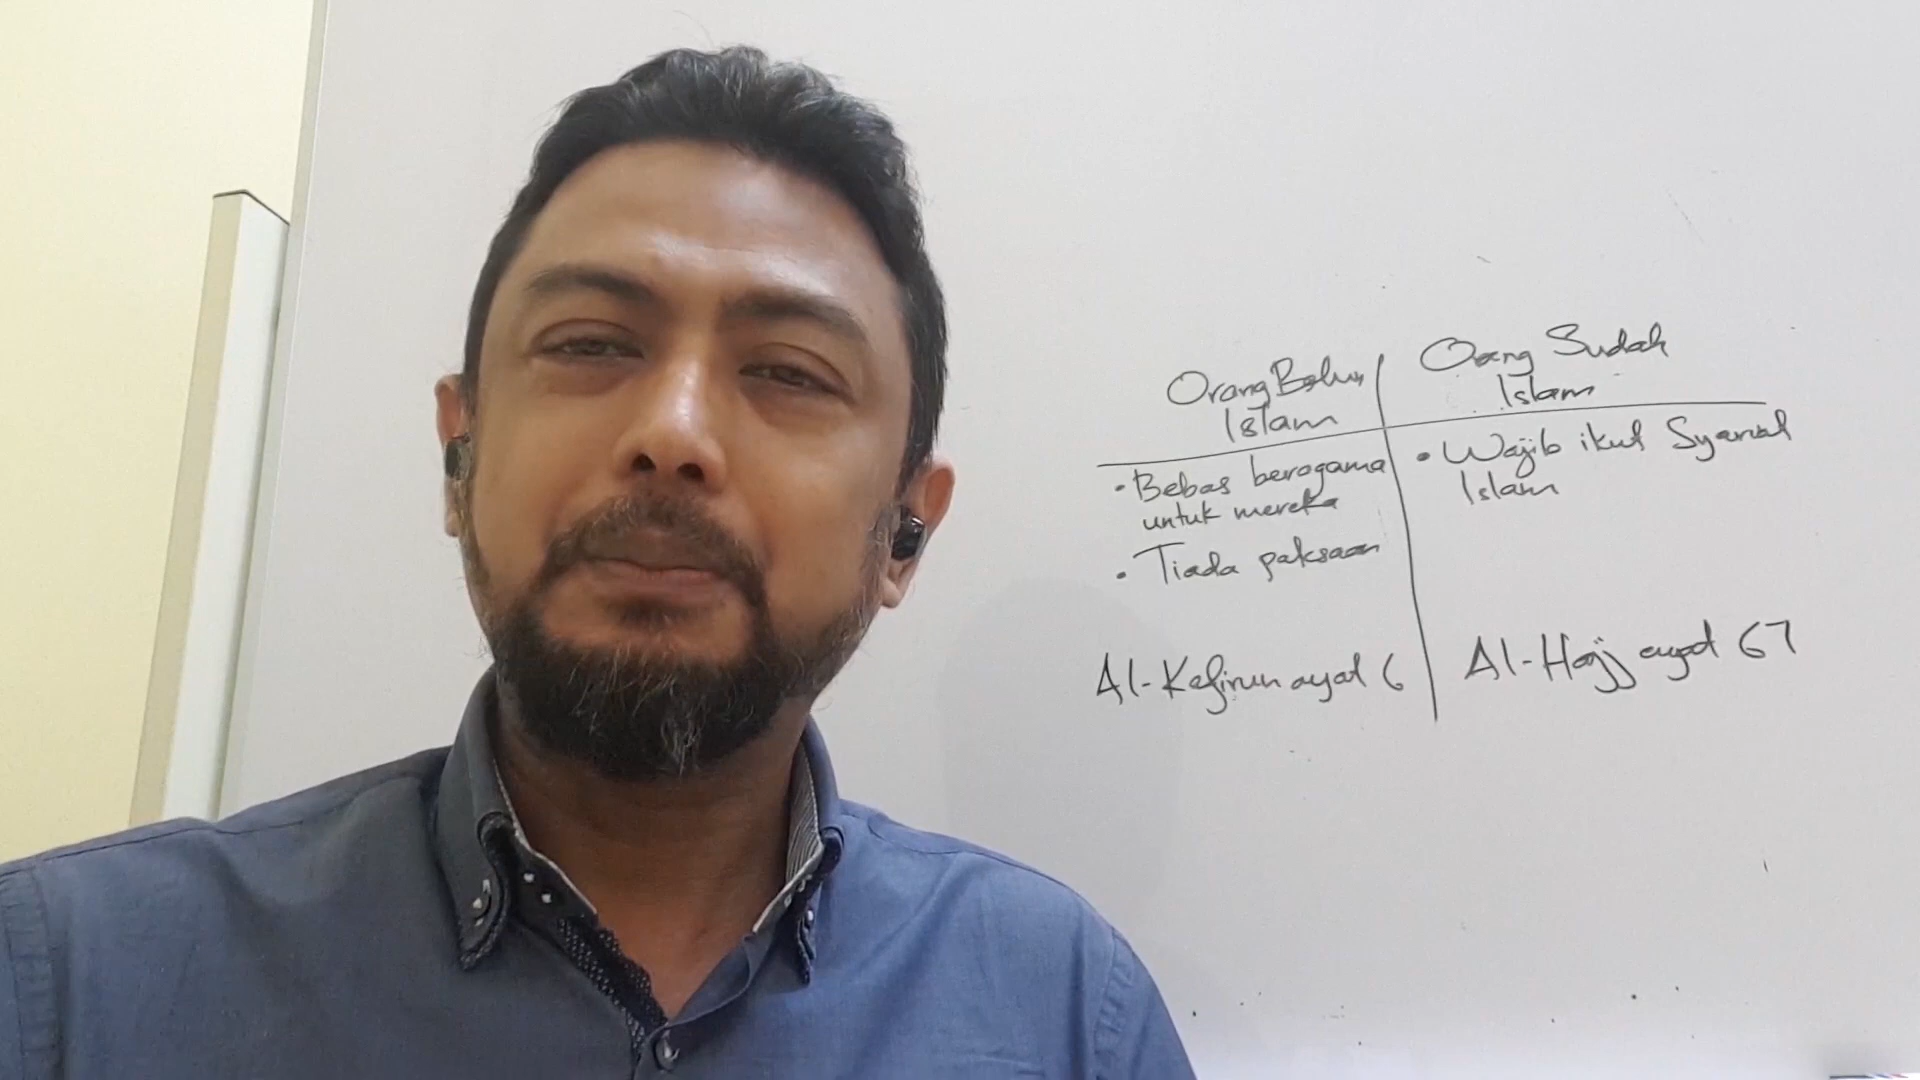 Orang Belum
Islam
• Bebas beragama
untuk mereka
• Tiada paksaan
Al-Kafirun ayat 6
Orang Sudah
Islam
• Wajib ikut Syariat
Islam
Al-Hajj ayat 67